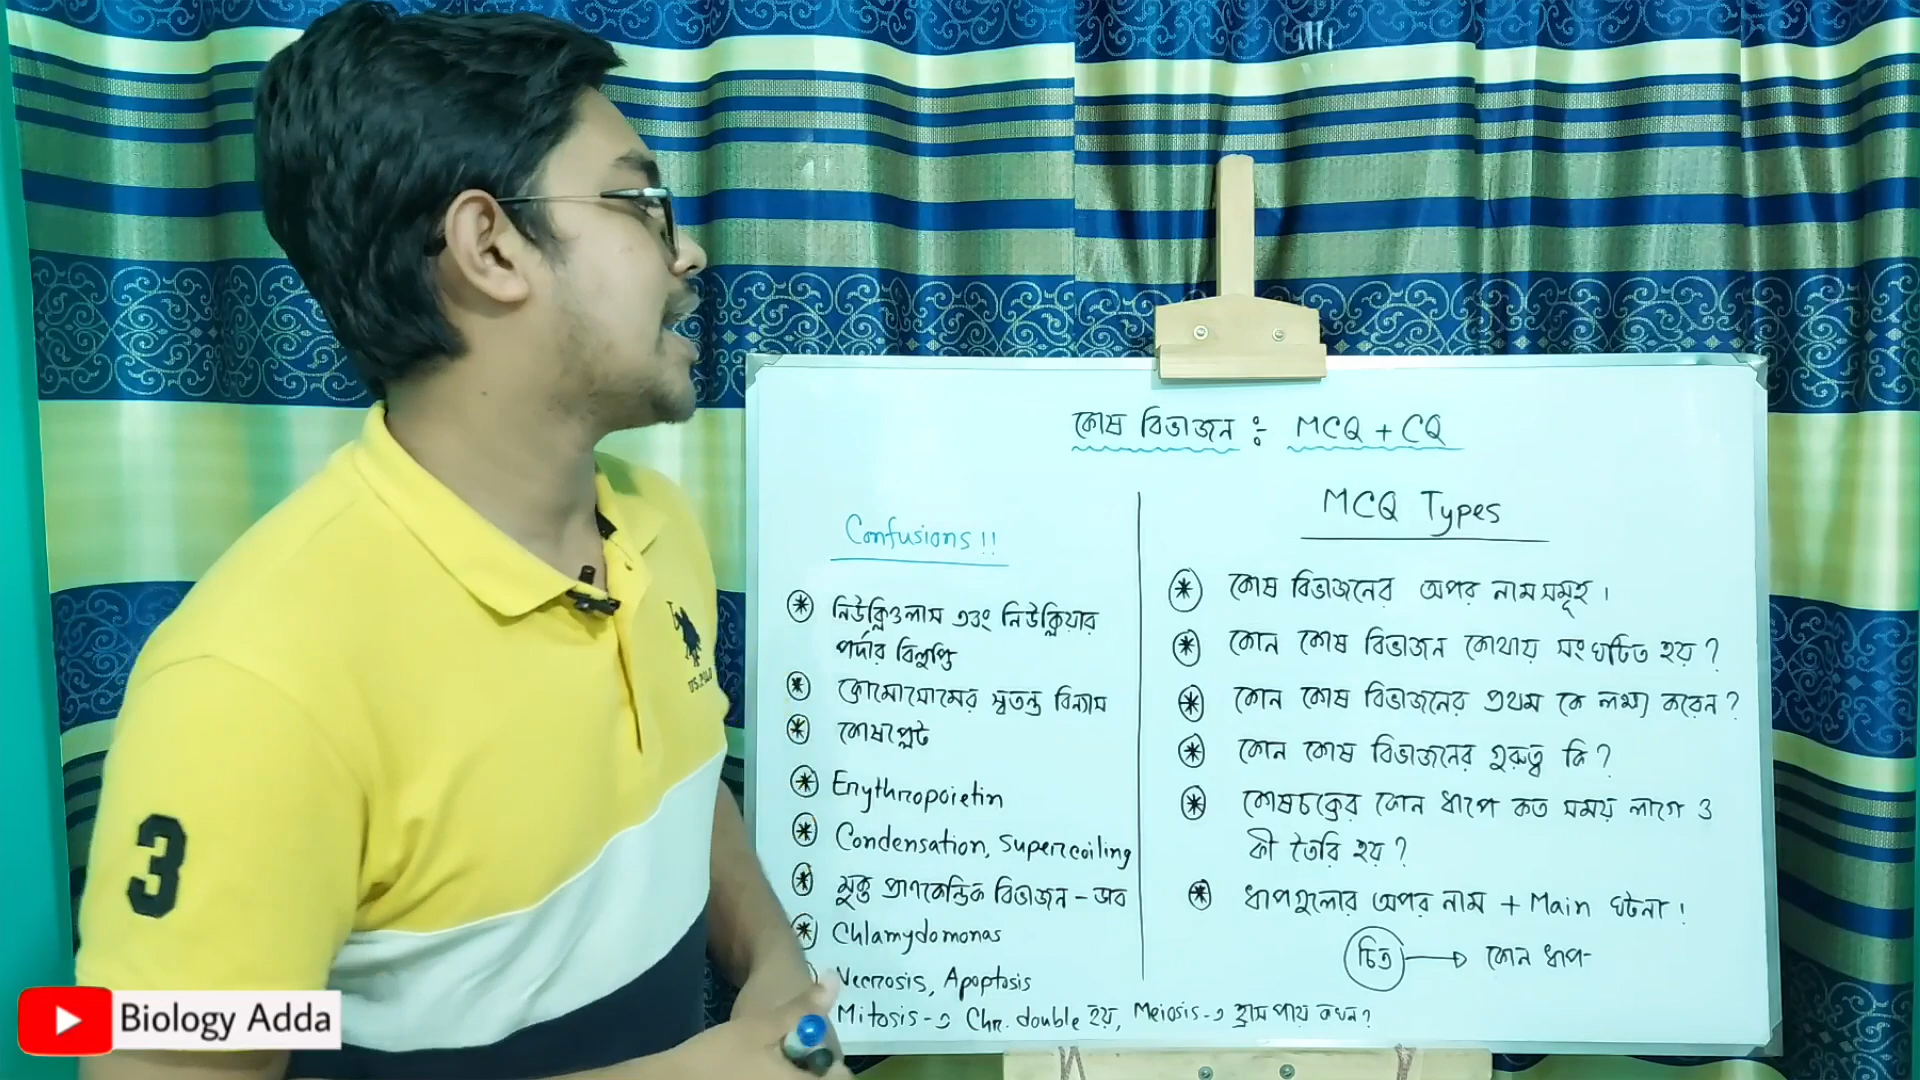 কোষ বিভাজন ঃ MCQ + CQ
Confusions !!
নিউক্লিওলাস এবং নিউক্লিয়ার
পর্দার বিলুপ্তি
ক্রোমোসোমের স্বতন্ত্র বিন্যাস
কোষপ্লেট
Erythropoietin
Condensation, Supercoiling
মুক্ত প্রাণকেন্দ্রিক বিভাজন - ডাব
Chlamydomonas
Necrosis, Apoptosis
Mitosis-এ Chr. double হয়, Meiosis-এ হ্রাস পায় কখন?
MCQ Types
কোষ বিভাজনের অপর নামসমূহ।
কোন কোষ বিভাজন কোথায় সংঘটিত হয়?
কোন কোষ বিভাজনের প্রথম কে লক্ষ্য করেন?
কোন কোষ বিভাজনের গুরুত্ব কি?
কোষচক্রের কোন ধাপে কত সময় লাগে ও
কী তৈরি হয়?
ধাপগুলোর অপর নাম + Main ঘটনা!
চিত্র → কোন ধাপ-
3
U.S. POLO
Biology Adda